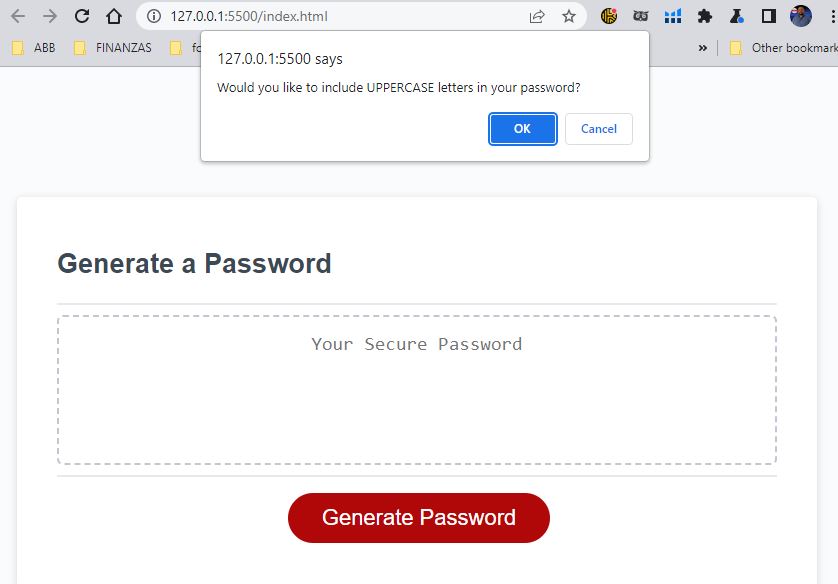 127.0.0.1:5500/index.html
ABB FINANZAS fo » Other bookmark
127.0.0.1:5500 says
Would you like to include UPPERCASE letters in your password?
OK Cancel
Generate a Password
Your Secure Password
Generate Password